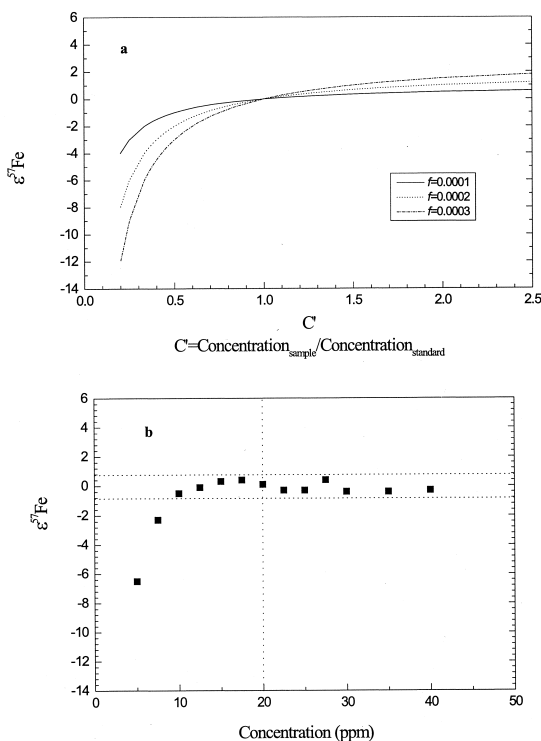 6
a
4
2
0
-2
-4
-6
-8
-10
-12
-14
ε⁵⁷Fe
f=0.0001
f=0.0002
f=0.0003
0.0 0.5 1.0 1.5 2.0 2.5
C'
C'=Concentration_sample/Concentration_standard
6
b
4
2
0
-2
-4
-6
-8
-10
-12
-14
ε⁵⁷Fe
0 10 20 30 40 50
Concentration (ppm)